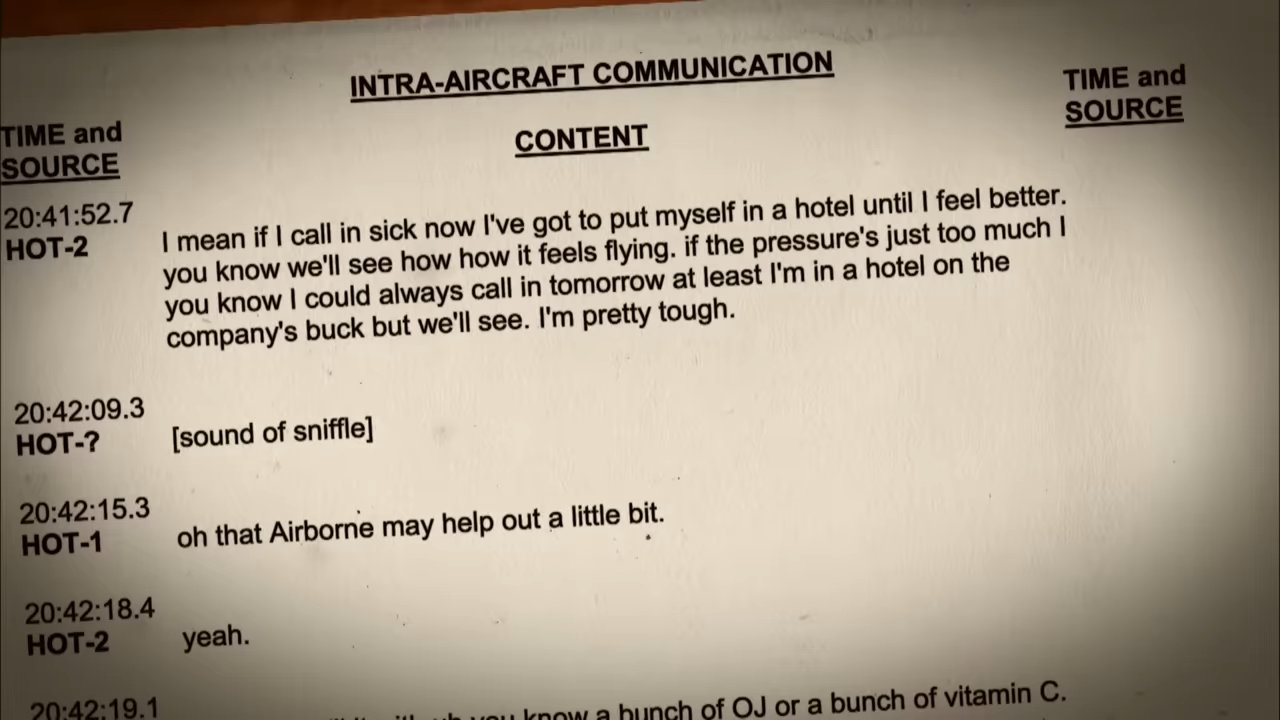 INTRA-AIRCRAFT COMMUNICATION
TIME and
SOURCE
CONTENT
TIME and
SOURCE
20:41:52.7
HOT-2
I mean if I call in sick now I've got to put myself in a hotel until I feel better.
you know we'll see how how it feels flying. if the pressure's just too much I
you know I could always call in tomorrow at least I'm in a hotel on the
company's buck but we'll see. I'm pretty tough.
20:42:09.3
HOT-?
[sound of sniffle]
20:42:15.3
HOT-1
oh that Airborne may help out a little bit.
20:42:18.4
HOT-2
yeah.
20:42:19.1
you know a bunch of OJ or a bunch of vitamin C.